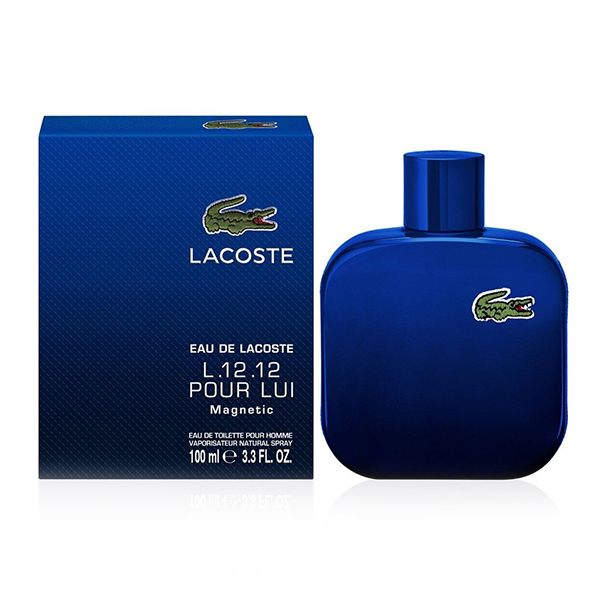 LACOSTE
EAU DE LACOSTE
L.12.12
POUR LUI
Magnetic
EAU DE TOILETTE POUR HOMME
VAPORISATEUR NATURAL SPRAY
100 ml ℮ 3.3 FL. OZ.